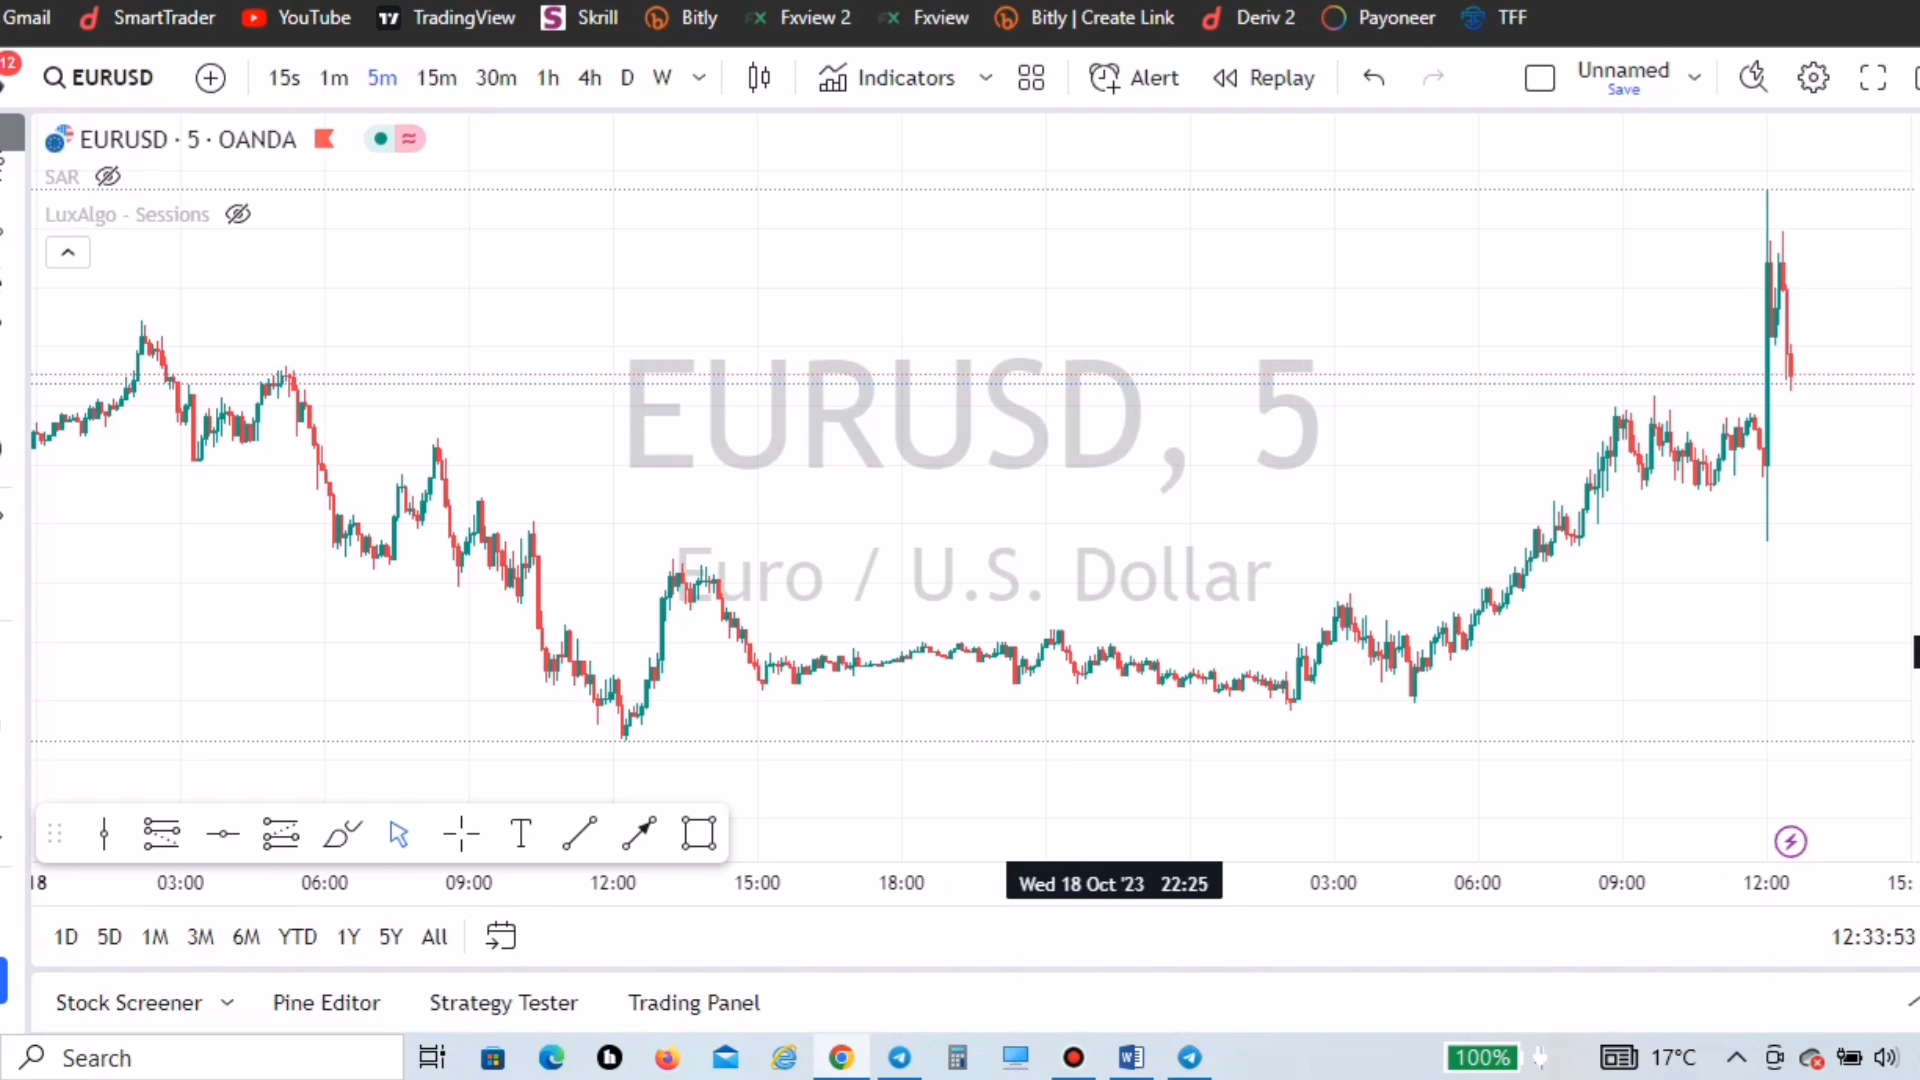 Gmail SmartTrader YouTube TradingView Skrill Bitly Fxview 2 Fxview Bitly | Create Link Deriv 2 Payoneer TFF
12 EURUSD 15s 1m 5m 15m 30m 1h 4h D W Indicators Alert Replay Unnamed
Save
EURUSD · 5 · OANDA
SAR
LuxAlgo - Sessions
EURUSD, 5
Euro / U.S. Dollar
T
18 03:00 06:00 09:00 12:00 15:00 18:00 Wed 18 Oct '23 22:25 03:00 06:00 09:00 12:00 15:
1D 5D 1M 3M 6M YTD 1Y 5Y All 12:33:53
Stock Screener Pine Editor Strategy Tester Trading Panel
Search 100% 17°C